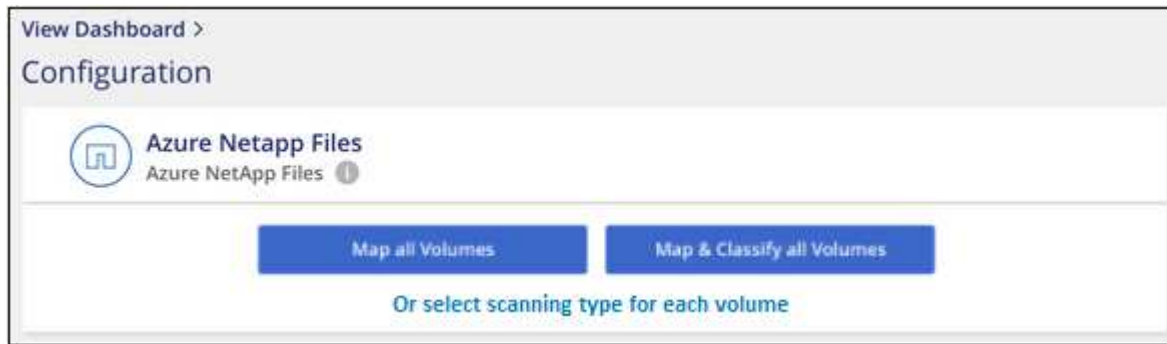 View Dashboard >
Configuration
Azure Netapp Files
Azure NetApp Files i
Map all Volumes
Map & Classify all Volumes
Or select scanning type for each volume